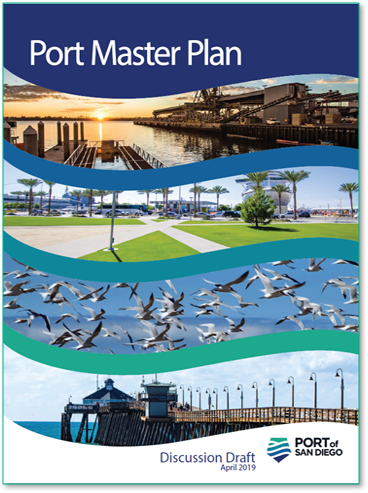 Port Master Plan
Discussion Draft
April 2019
PORT of
SAN DIEGO